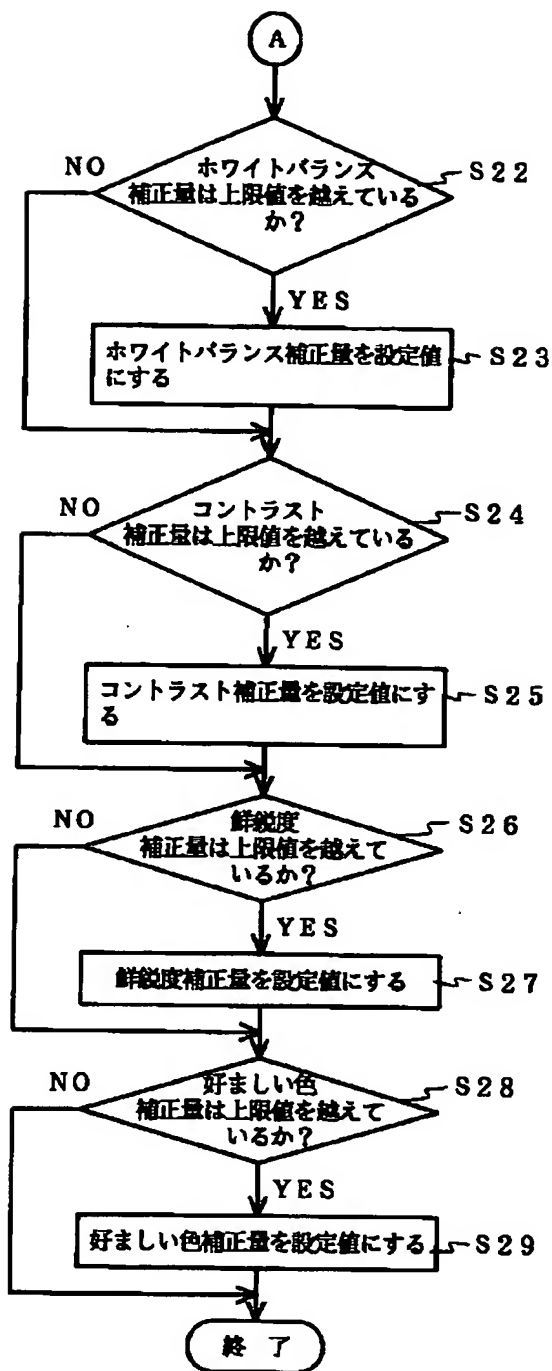 A
ホワイトバランス
補正量は上限値を越えている
か?
NO
S22
YES
ホワイトバランス補正量を設定値
にする
S23
コントラスト
補正量は上限値を越えている
か?
NO
S24
YES
コントラスト補正量を設定値にす
る
S25
鮮鋭度
補正量は上限値を越えて
いるか?
NO
S26
YES
鮮鋭度補正量を設定値にする
S27
好ましい色
補正量は上限値を越えて
いるか?
NO
S28
YES
好ましい色補正量を設定値にする
S29
終了